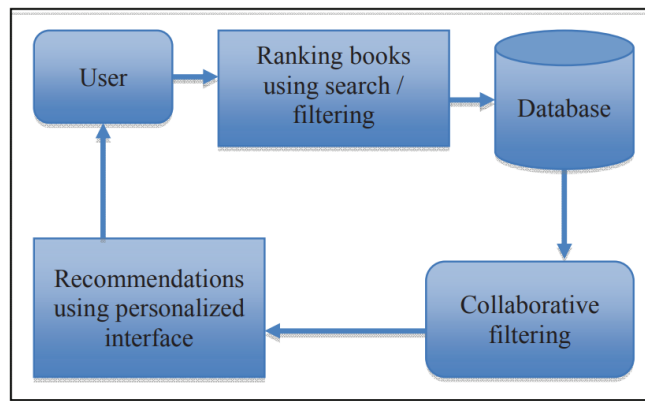 User
Ranking books
using search /
filtering
Database
Recommendations
using personalized
interface
Collaborative
filtering